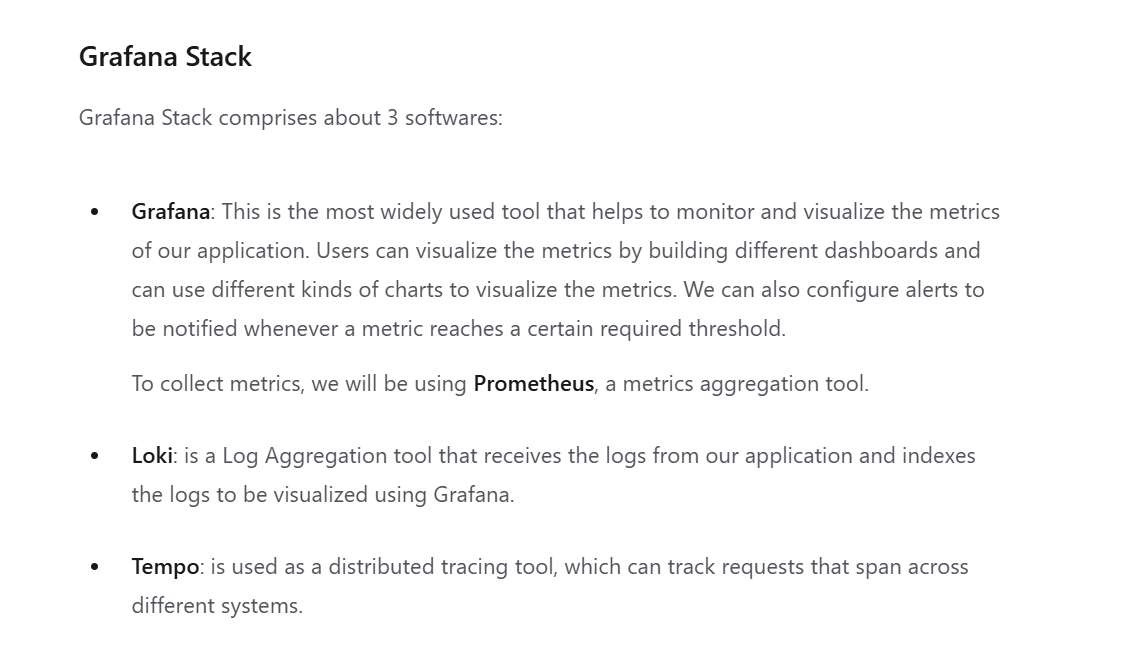 Grafana Stack
Grafana Stack comprises about 3 softwares:
• Grafana: This is the most widely used tool that helps to monitor and visualize the metrics
of our application. Users can visualize the metrics by building different dashboards and
can use different kinds of charts to visualize the metrics. We can also configure alerts to
be notified whenever a metric reaches a certain required threshold.
To collect metrics, we will be using Prometheus, a metrics aggregation tool.
• Loki: is a Log Aggregation tool that receives the logs from our application and indexes
the logs to be visualized using Grafana.
• Tempo: is used as a distributed tracing tool, which can track requests that span across
different systems.